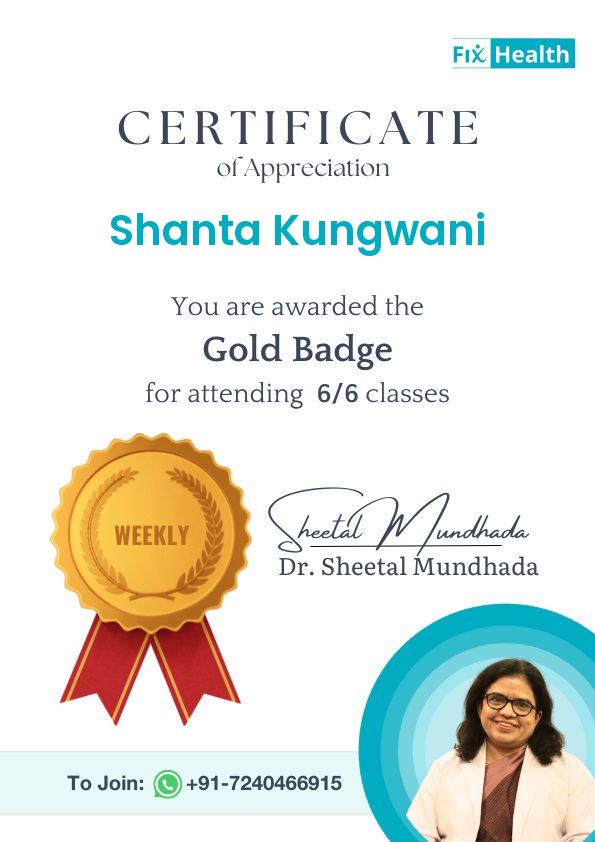 Fix Health
CERTIFICATE
of Appreciation
Shanta Kungwani
You are awarded the
Gold Badge
for attending 6/6 classes
WEEKLY
Sheetal Mundhada
Dr. Sheetal Mundhada
To Join: +91-7240466915